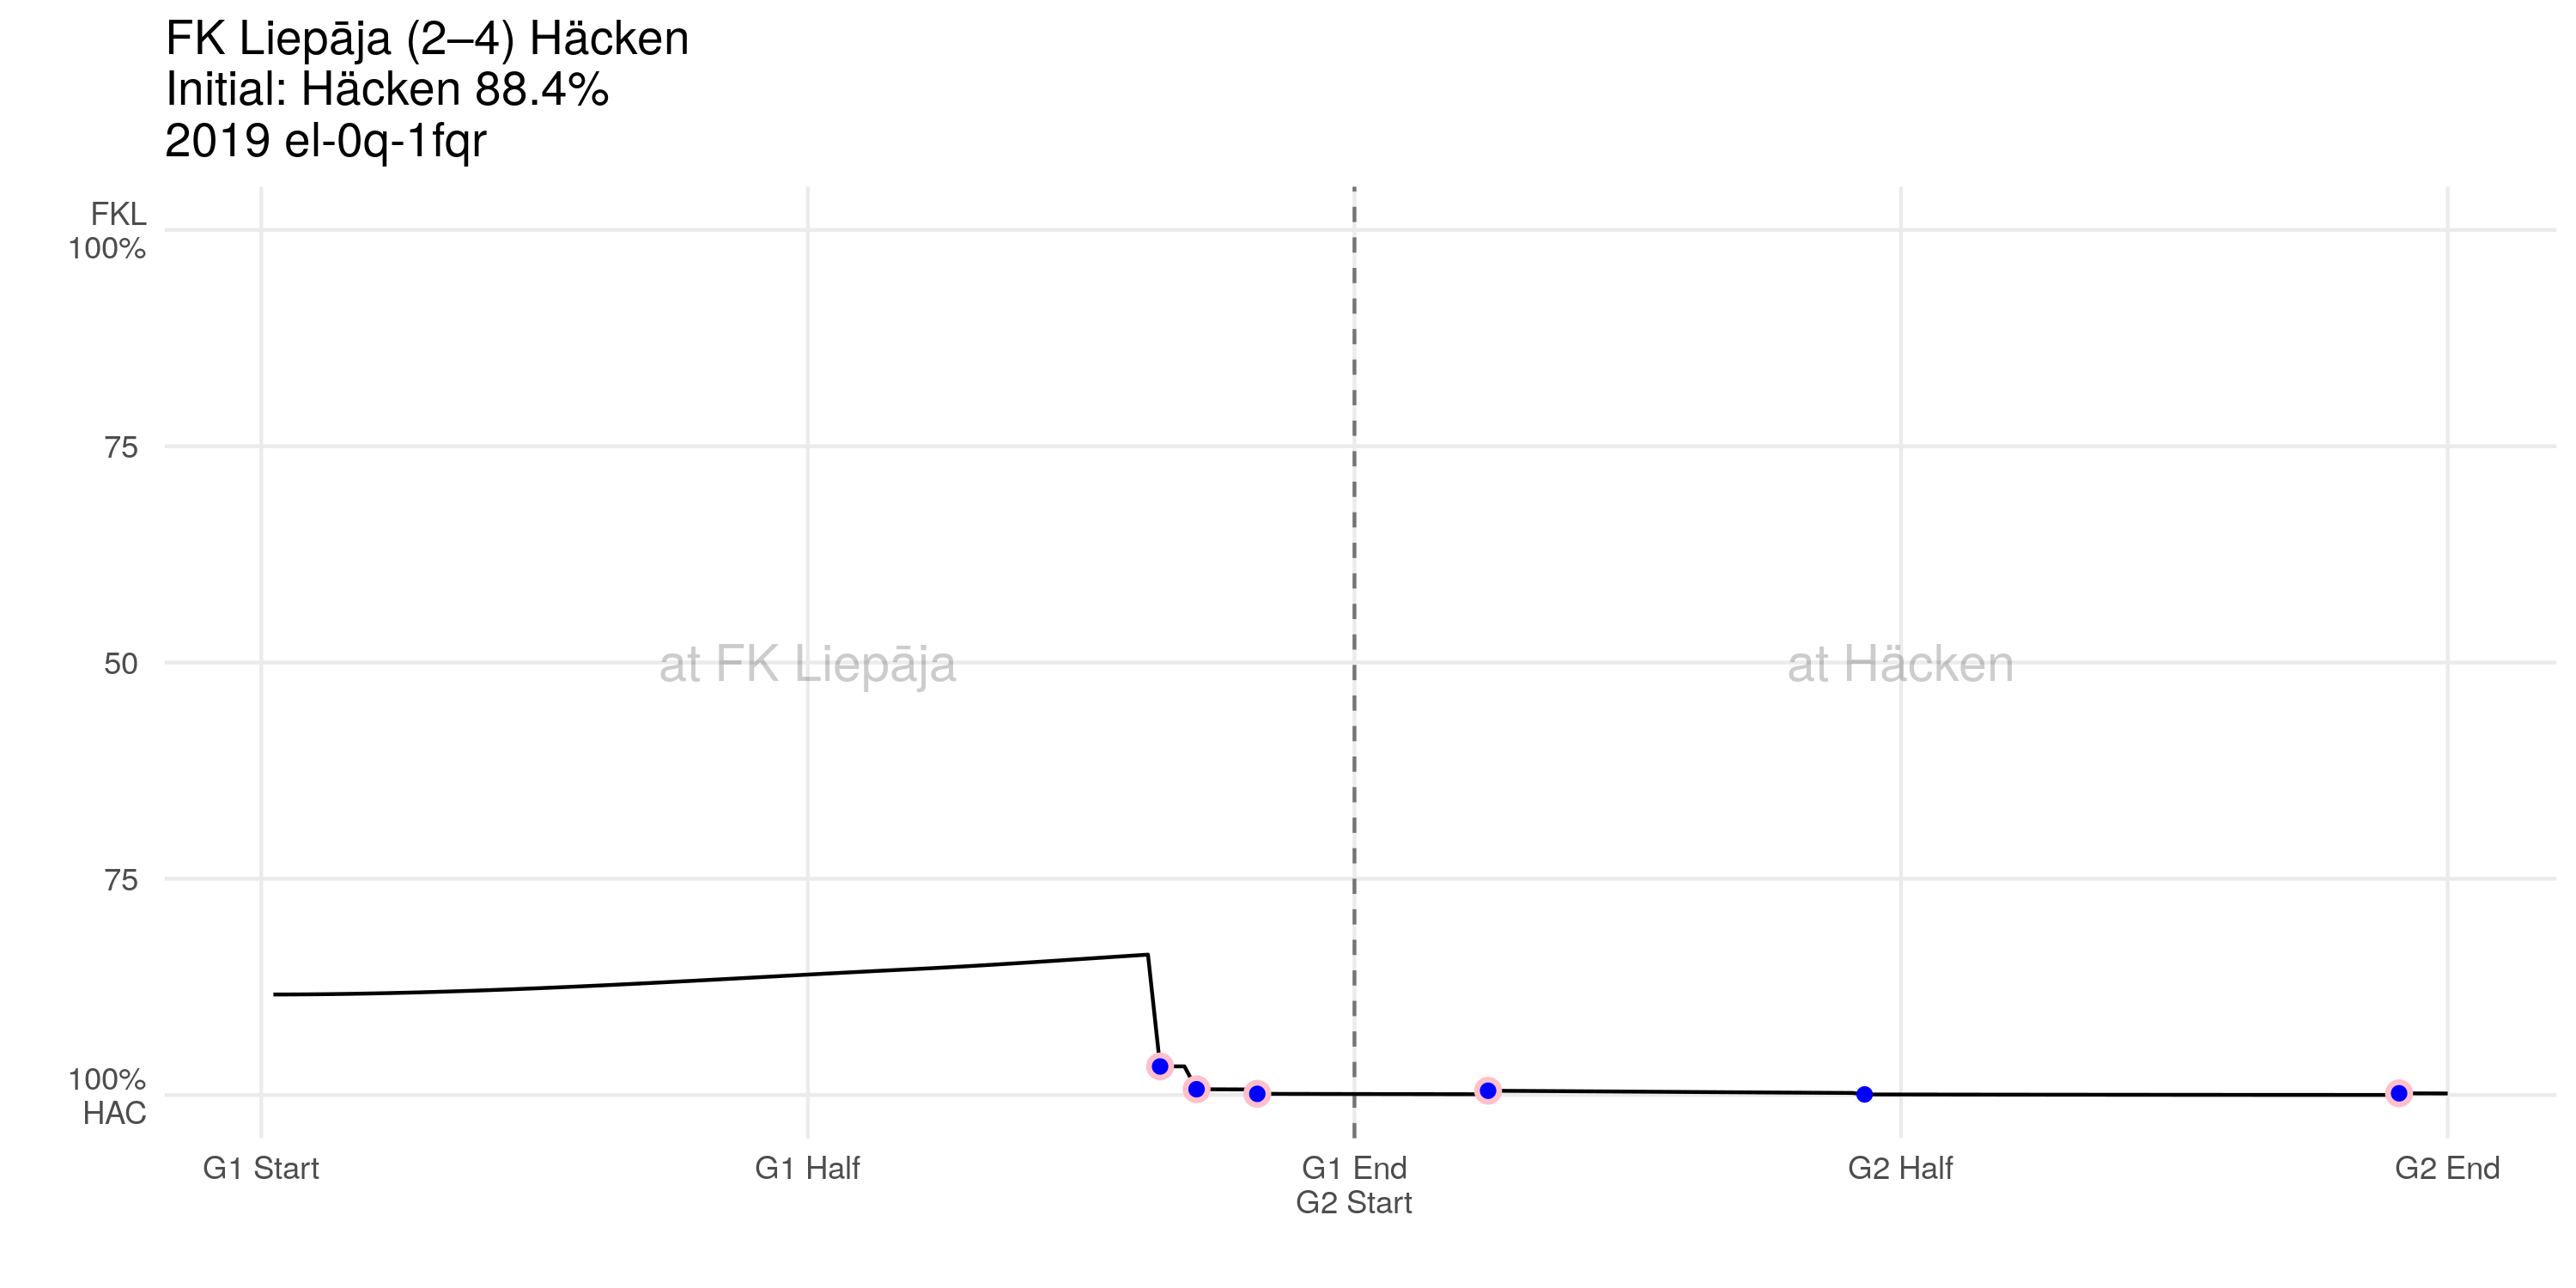 FK Liepāja (2–4) Häcken
Initial: Häcken 88.4%
2019 el-0q-1fqr
FKL
100%
75
50
75
100%
HAC
at FK Liepāja
at Häcken
G1 Start
G1 Half
G1 End
G2 Start
G2 Half
G2 End